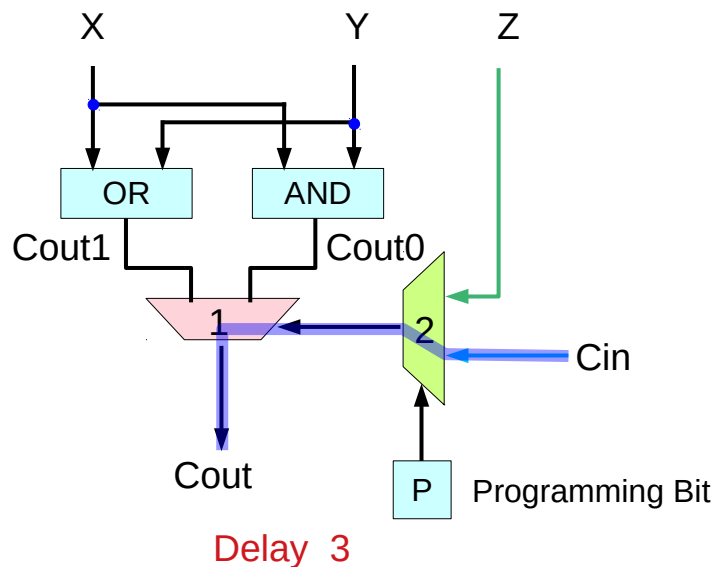 X Y Z
OR AND
Cout1 Cout0
1 2
Cin
Cout
P Programming Bit
Delay 3